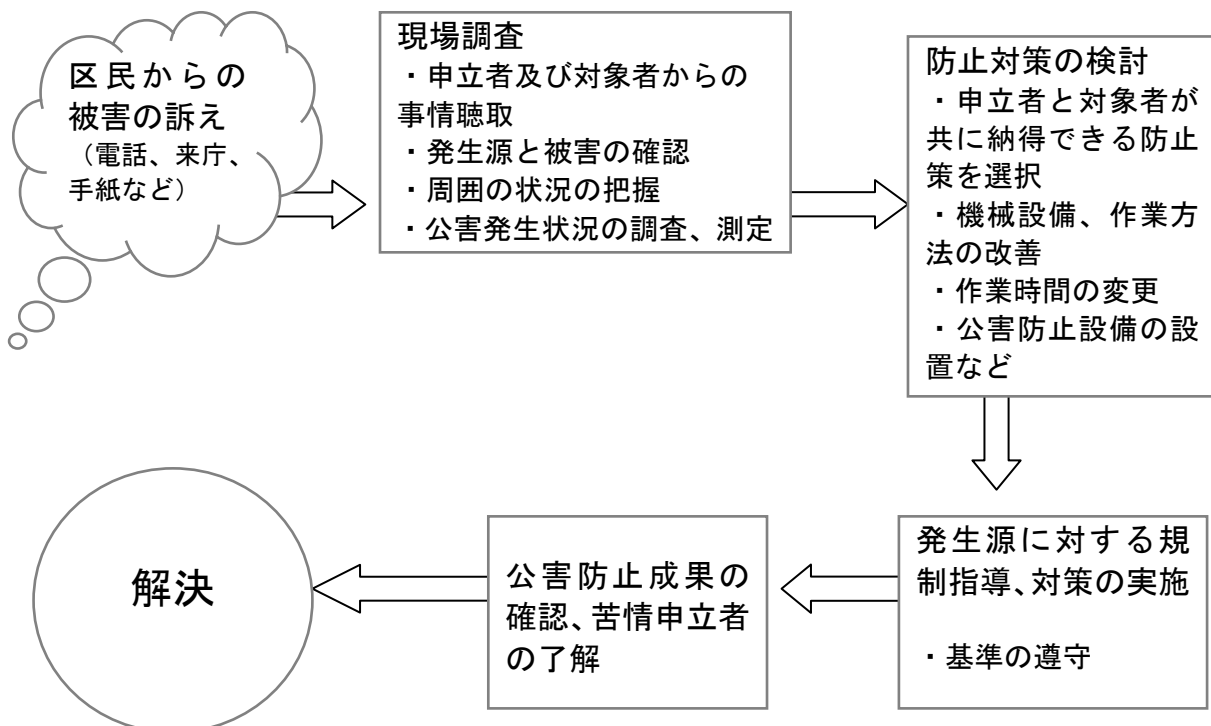 区民からの
被害の訴え
（電話、来庁、
手紙など）
現場調査
・申立者及び対象者からの
事情聴取
・発生源と被害の確認
・周囲の状況の把握
・公害発生状況の調査、測定
防止対策の検討
・申立者と対象者が
共に納得できる防止
策を選択
・機械設備、作業方
法の改善
・作業時間の変更
・公害防止設備の設
置など
発生源に対する規
制指導、対策の実施
・基準の遵守
公害防止成果の
確認、苦情申立者
の了解
解決